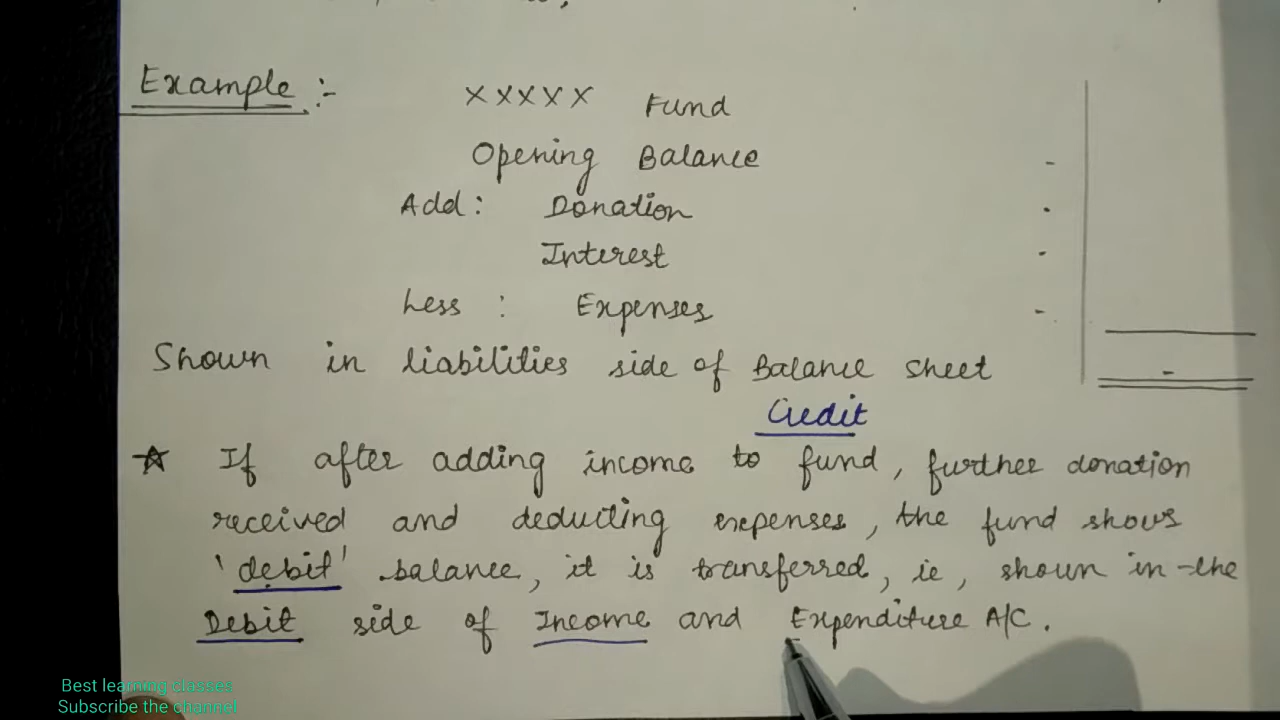 Example :-
xxxxx Fund
Opening Balance -
Add: Donation .
Interest .
Less : Expenses -
Shown in liabilities side of Balance sheet -
Credit
☆ If after adding income to fund, further donation
received and deducting expenses, the fund shows
'debit' balance, it is transferred, ie, shown in the
Debit side of Income and Expenditure A/C.
Best learning classes
Subscribe the channel